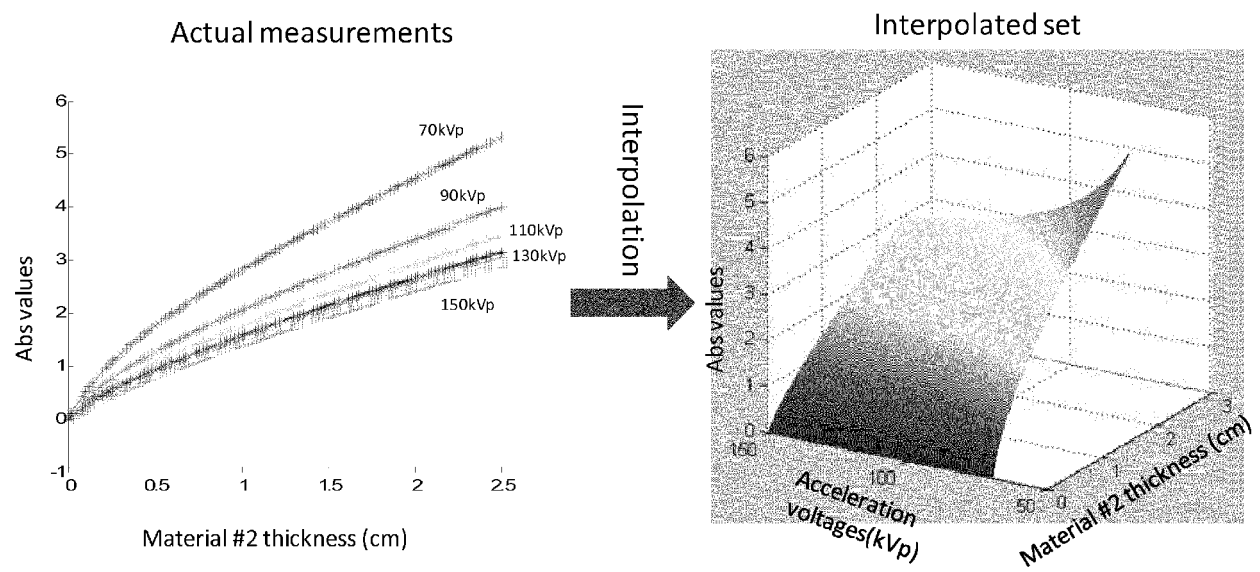 Actual measurements
6
5
4
3
2
1
0
-1
0
0.5
1
1.5
2
2.5
Abs values
Material #2 thickness (cm)
70kVp
90kVp
110kVp
130kVp
150kVp
Interpolation
Interpolated set
6
5
4
3
2
1
0
Abs values
150
100
50
Acceleration
voltages(kVp)
0
1
2
3
Material #2 thickness (cm)